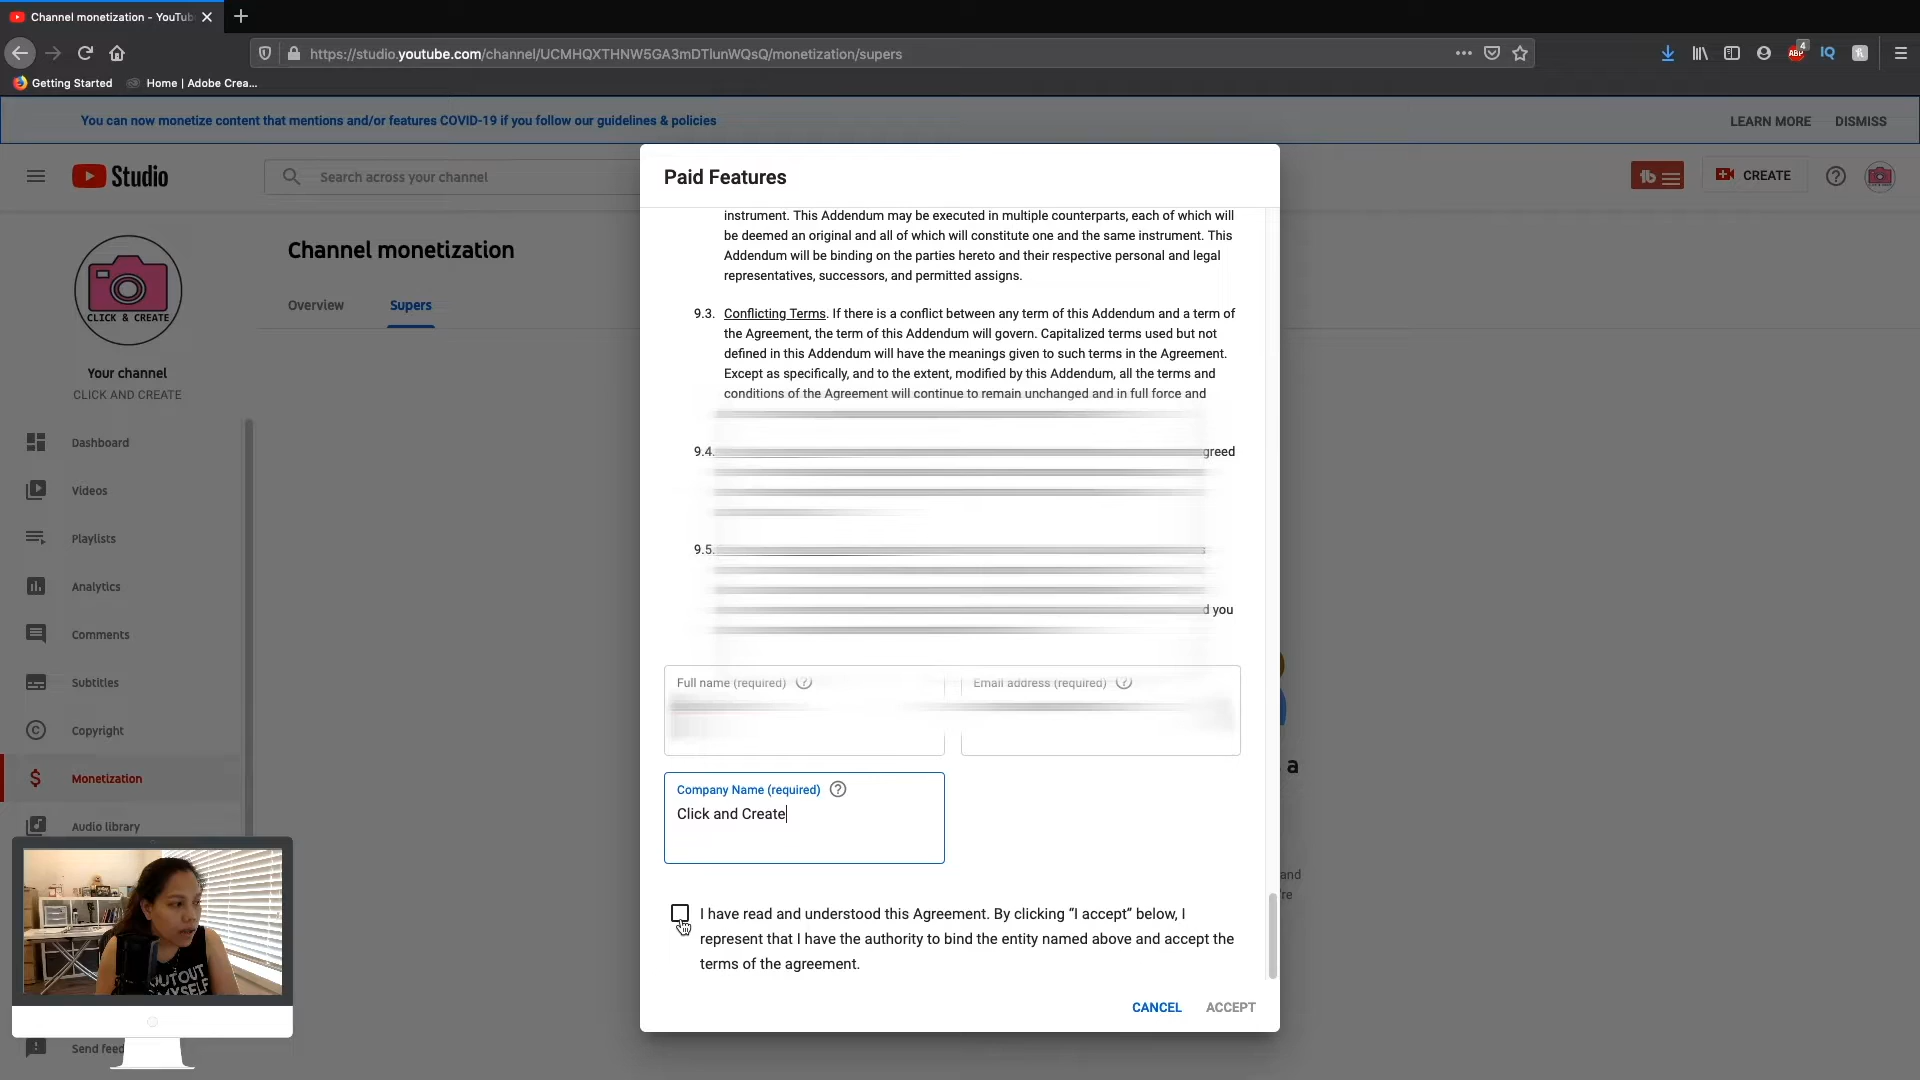 Channel monetization - YouTub
https://studio.youtube.com/channel/UCMHQXTHNW5GA3mDTlunWQsQ/monetization/supers
4
ABP
IQ
Getting Started
Home | Adobe Crea...
You can now monetize content that mentions and/or features COVID-19 if you follow our guidelines & policies
LEARN MORE
DISMISS
Studio
Search across your channel
CREATE
Channel monetization
Overview
Supers
CLICK & CREATE
Your channel
CLICK AND CREATE
Dashboard
Videos
Playlists
Analytics
Comments
Subtitles
Copyright
Monetization
Audio library
Send feed
Paid Features
instrument. This Addendum may be executed in multiple counterparts, each of which will
be deemed an original and all of which will constitute one and the same instrument. This
Addendum will be binding on the parties hereto and their respective personal and legal
representatives, successors, and permitted assigns.
9.3. Conflicting Terms. If there is a conflict between any term of this Addendum and a term of
the Agreement, the term of this Addendum will govern. Capitalized terms used but not
defined in this Addendum will have the meanings given to such terms in the Agreement.
Except as specifically, and to the extent, modified by this Addendum, all the terms and
conditions of the Agreement will continue to remain unchanged and in full force and
9.4. greed
9.5.
d you
Full name (required)
Email address (required)
Company Name (required)
Click and Create
I have read and understood this Agreement. By clicking “I accept” below, I
represent that I have the authority to bind the entity named above and accept the
terms of the agreement.
CANCEL
ACCEPT
a
and
're
OUTOUT
MYSELF